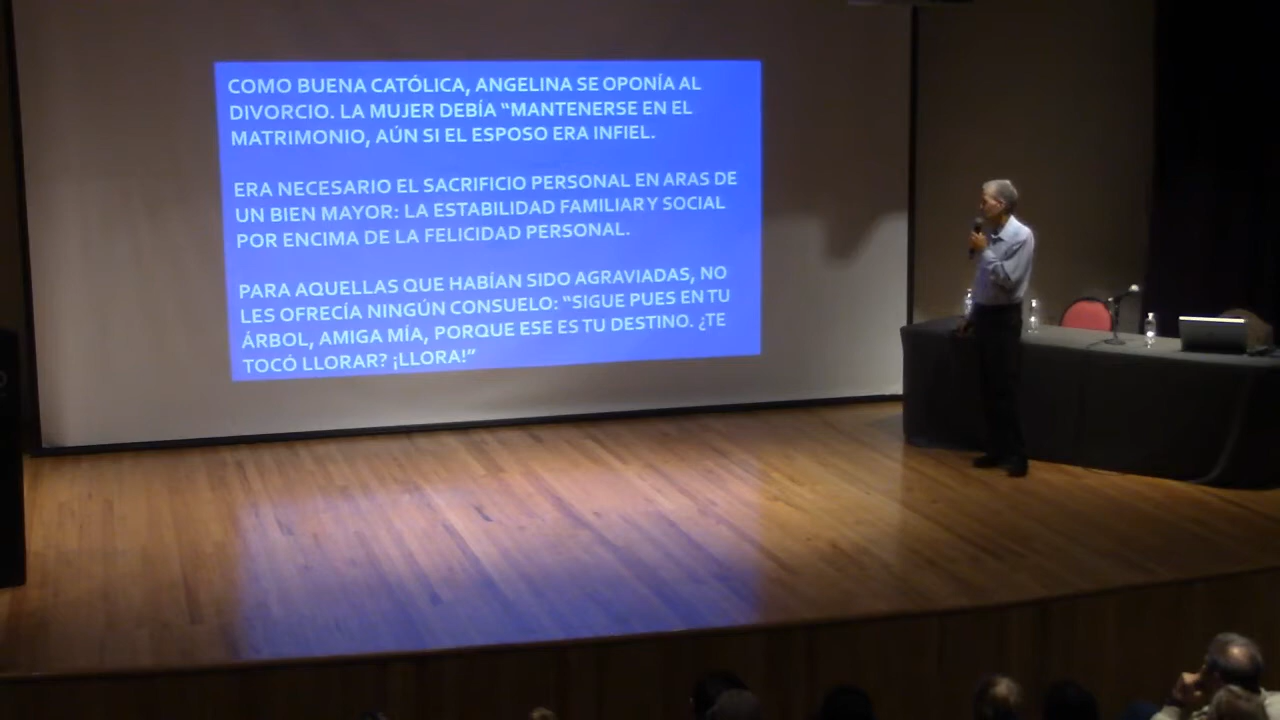 COMO BUENA CATÓLICA, ANGELINA SE OPONÍA AL
DIVORCIO. LA MUJER DEBÍA “MANTENERSE EN EL
MATRIMONIO, AÚN SI EL ESPOSO ERA INFIEL.
ERA NECESARIO EL SACRIFICIO PERSONAL EN ARAS DE
UN BIEN MAYOR: LA ESTABILIDAD FAMILIAR Y SOCIAL
POR ENCIMA DE LA FELICIDAD PERSONAL.
PARA AQUELLAS QUE HABÍAN SIDO AGRAVIADAS, NO
LES OFRECÍA NINGÚN CONSUELO: “SIGUE PUES EN TU
ÁRBOL, AMIGA MÍA, PORQUE ESE ES TU DESTINO. ¿TE
TOCÓ LLORAR? ¡LLORA!”